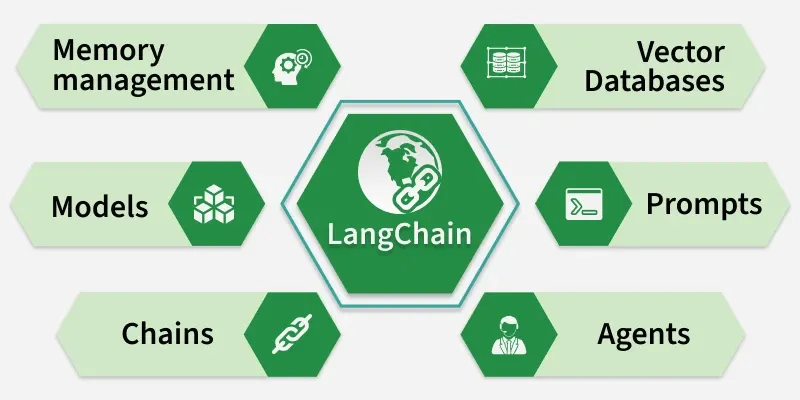 Memory
management
Vector
Databases
Models
LangChain
Prompts
Chains
Agents